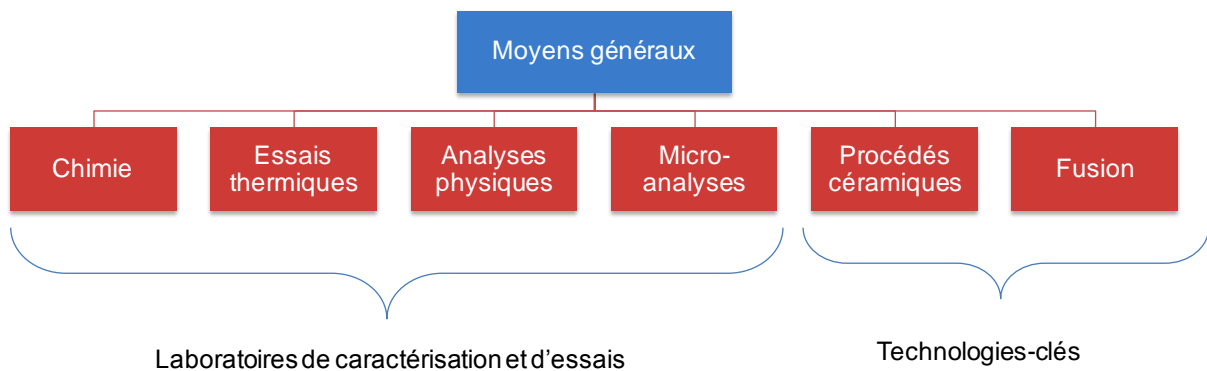 Moyens généraux
Chimie
Essais
thermiques
Analyses
physiques
Micro-
analyses
Procédés
céramiques
Fusion
Laboratoires de caractérisation et d'essais
Technologies-clés